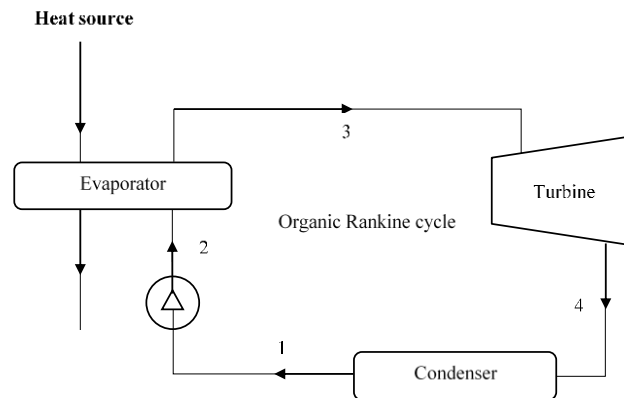 Heat source
3
Evaporator
Turbine
Organic Rankine cycle
2
4
1
Condenser